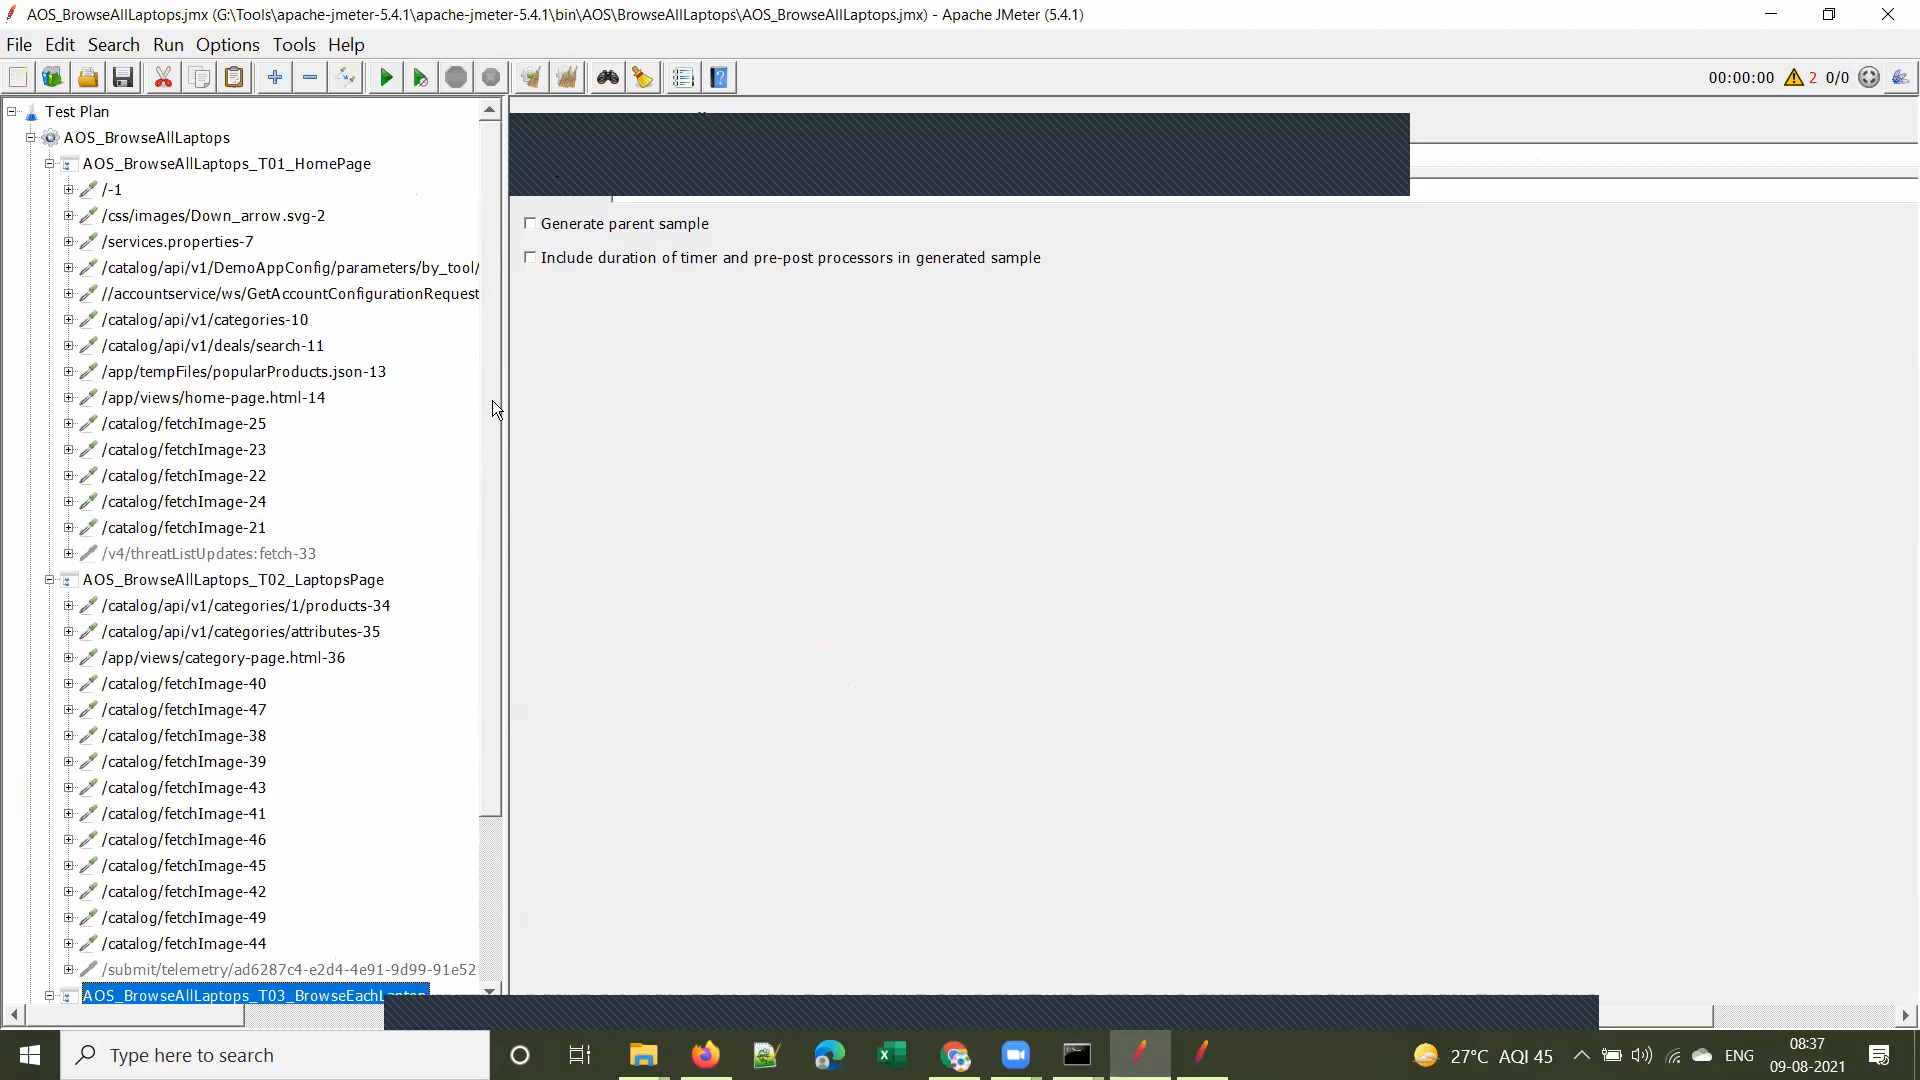 AOS_BrowseAllLaptops.jmx (G:\Tools\apache-jmeter-5.4.1\apache-jmeter-5.4.1\bin\AOS\BrowseAllLaptops\AOS_BrowseAllLaptops.jmx) - Apache JMeter (5.4.1)
File Edit Search Run Options Tools Help
00:00:00 2 0/0
Test Plan
AOS_BrowseAllLaptops
AOS_BrowseAllLaptops_T01_HomePage
/-1
/css/images/Down_arrow.svg-2
/services.properties-7
/catalog/api/v1/DemoAppConfig/parameters/by_tool/
//accountservice/ws/GetAccountConfigurationRequest
/catalog/api/v1/categories-10
/catalog/api/v1/deals/search-11
/app/tempFiles/popularProducts.json-13
/app/views/home-page.html-14
/catalog/fetchImage-25
/catalog/fetchImage-23
/catalog/fetchImage-22
/catalog/fetchImage-24
/catalog/fetchImage-21
/v4/threatListUpdates:fetch-33
AOS_BrowseAllLaptops_T02_LaptopsPage
/catalog/api/v1/categories/1/products-34
/catalog/api/v1/categories/attributes-35
/app/views/category-page.html-36
/catalog/fetchImage-40
/catalog/fetchImage-47
/catalog/fetchImage-38
/catalog/fetchImage-39
/catalog/fetchImage-43
/catalog/fetchImage-41
/catalog/fetchImage-46
/catalog/fetchImage-45
/catalog/fetchImage-42
/catalog/fetchImage-49
/catalog/fetchImage-44
/submit/telemetry/ad6287c4-e2d4-4e91-9d99-91e52
AOS_BrowseAllLaptops_T03_BrowseEachLaptop
Generate parent sample
Include duration of timer and pre-post processors in generated sample
Type here to search
27°C AQI 45
ENG
08:37
09-08-2021